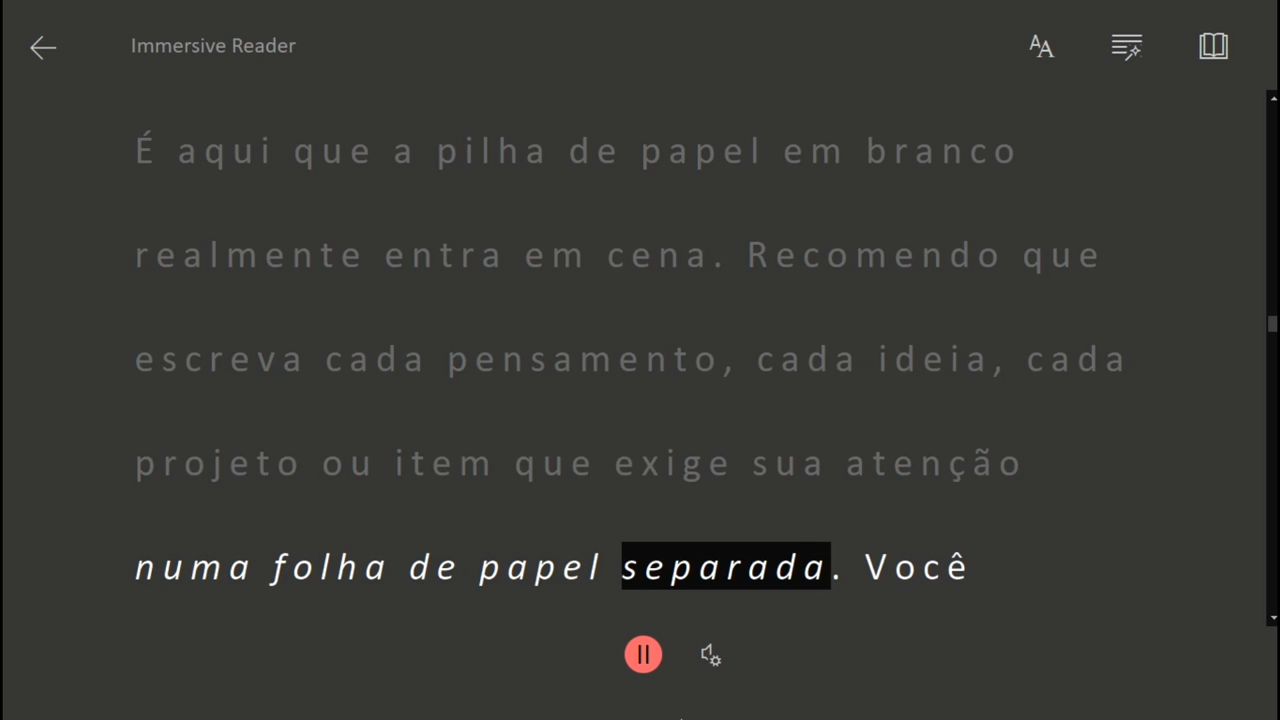 Immersive Reader
É aqui que a pilha de papel em branco
realmente entra em cena. Recomendo que
escreva cada pensamento, cada ideia, cada
projeto ou item que exige sua atenção
numa folha de papel separada. Você